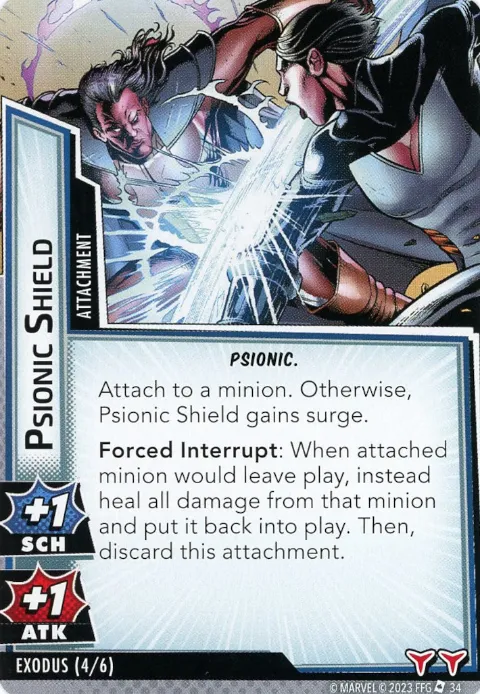 PSIONIC SHIELD
ATTACHMENT
PSIONIC.
Attach to a minion. Otherwise,
Psionic Shield gains surge.
Forced Interrupt: When attached
minion would leave play, instead
heal all damage from that minion
and put it back into play. Then,
discard this attachment.
+1
SCH
+1
ATK
EXODUS (4/6)
© MARVEL © 2023 FFG 34